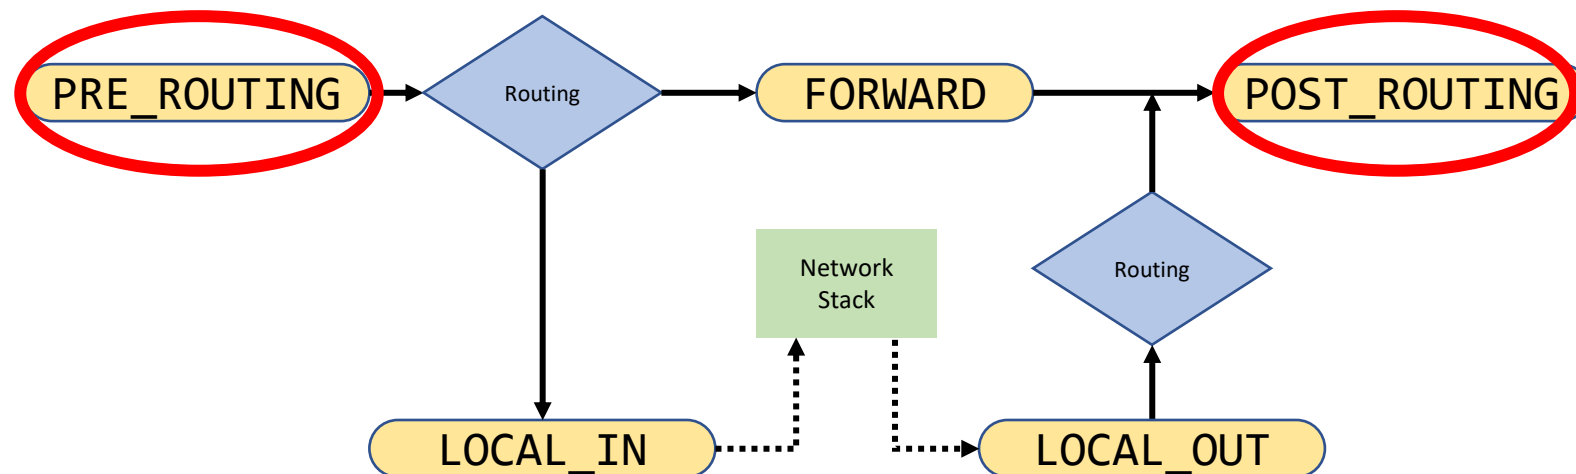 PRE_ROUTING
Routing
FORWARD
POST_ROUTING
Network
Stack
Routing
LOCAL_IN
LOCAL_OUT